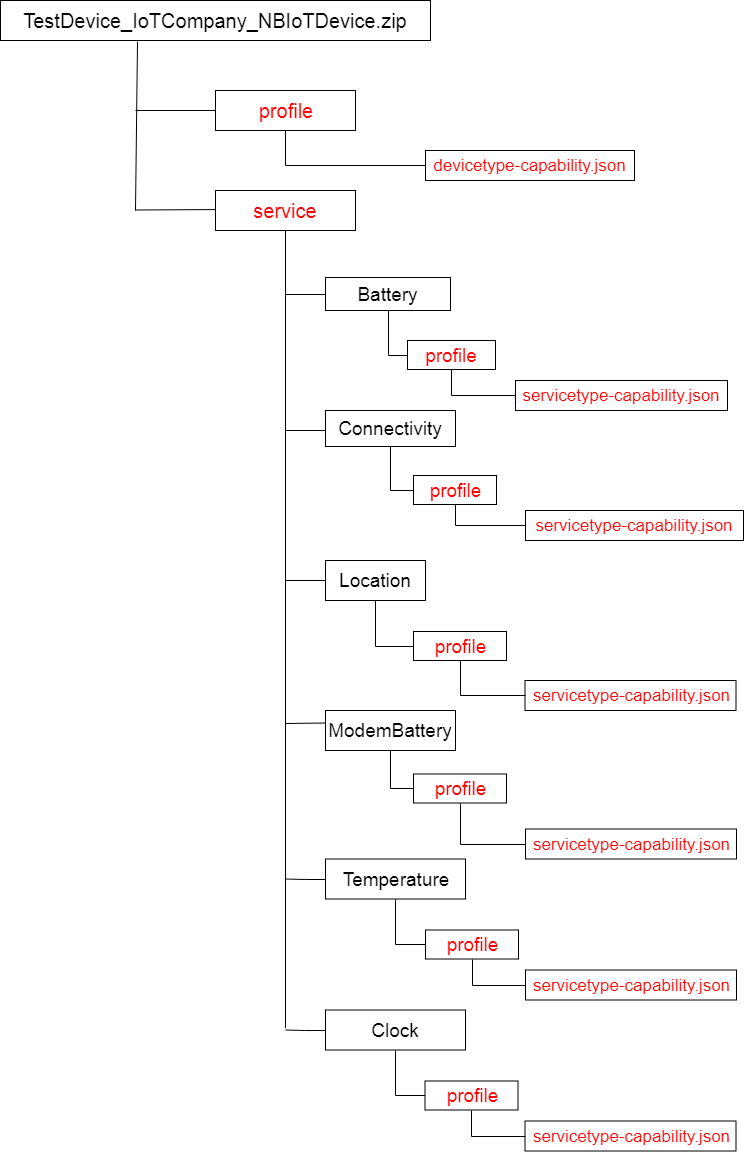 TestDevice_IoTCompany_NBIoTDevice.zip
profile
devicetype-capability.json
service
Battery
profile
servicetype-capability.json
Connectivity
profile
servicetype-capability.json
Location
profile
servicetype-capability.json
ModemBattery
profile
servicetype-capability.json
Temperature
profile
servicetype-capability.json
Clock
profile
servicetype-capability.json